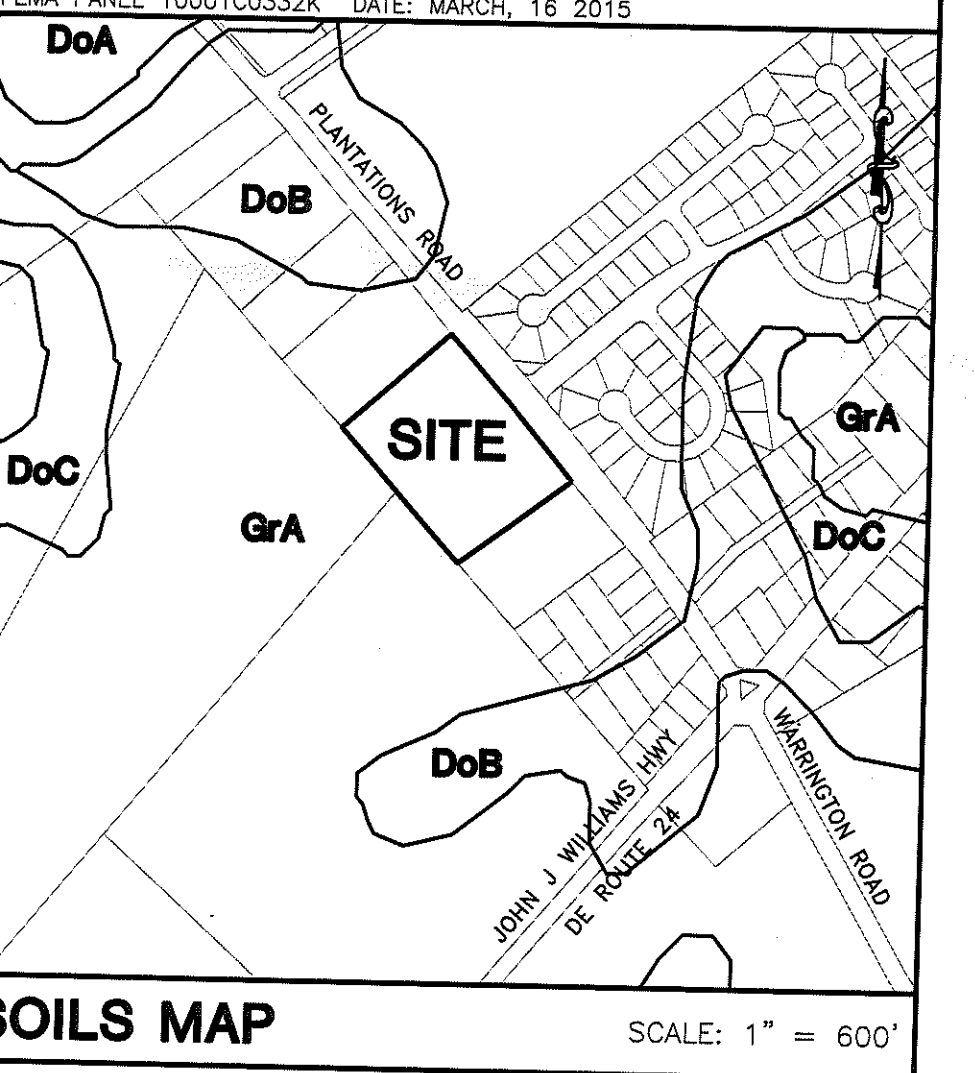 FEMA PANEL 10001C0332K DATE: MARCH, 16 2015
DoA
PLANTATIONS ROAD
DoB
SITE
GrA
DoC
GrA
DoC
DoB
JOHN J WILLIAMS HWY
DE ROUTE 24
WARRINGTON ROAD
SOILS MAP
SCALE: 1" = 600'